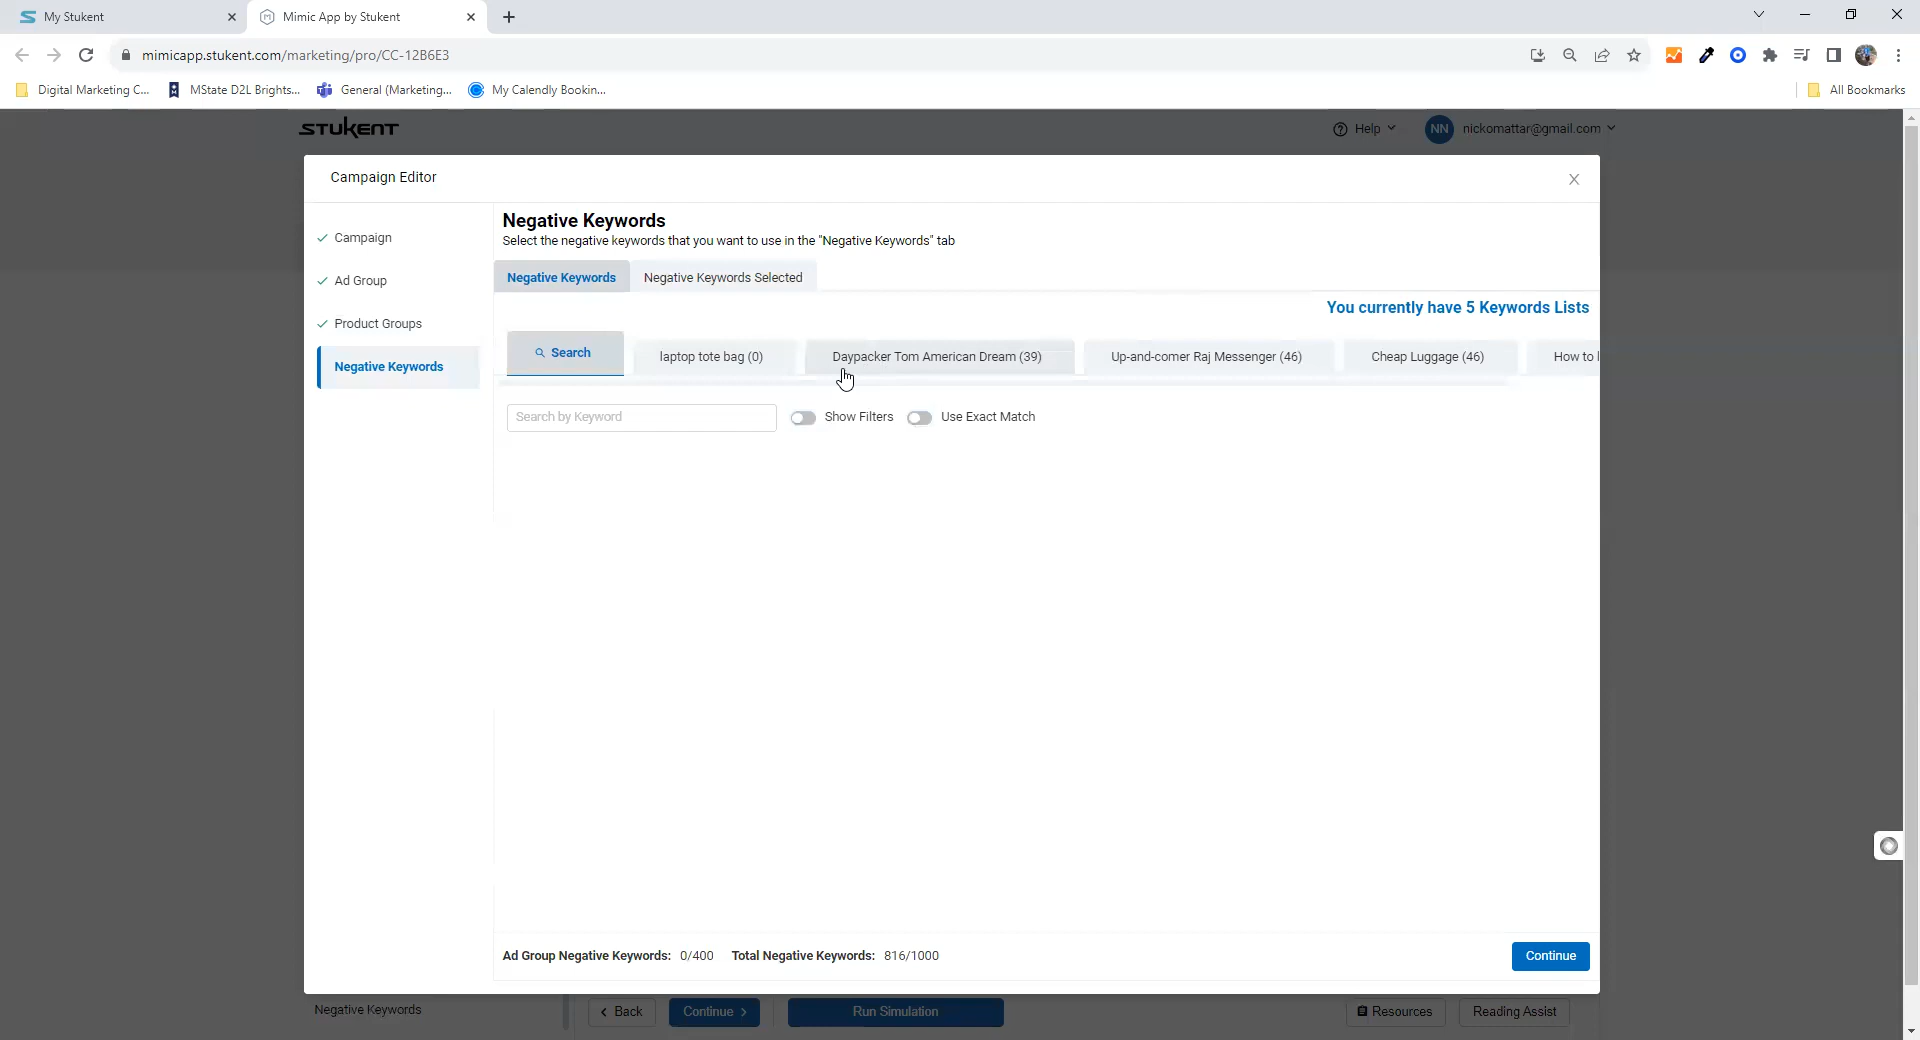 My Stukent
Mimic App by Stukent
mimicapp.stukent.com/marketing/pro/CC-12B6E3
Digital Marketing C...
MState D2L Brights...
General (Marketing...
My Calendly Bookin...
All Bookmarks
STUKENT
Help
NN
nickomattar@gmail.com
Campaign Editor
Campaign
Ad Group
Product Groups
Negative Keywords
Negative Keywords
Select the negative keywords that you want to use in the "Negative Keywords" tab
Negative Keywords
Negative Keywords Selected
You currently have 5 Keywords Lists
Search
laptop tote bag (0)
Daypacker Tom American Dream (39)
Up-and-comer Raj Messenger (46)
Cheap Luggage (46)
How to
Search by Keyword
Show Filters
Use Exact Match
Ad Group Negative Keywords: 0/400
Total Negative Keywords: 816/1000
Continue
Negative Keywords
Back
Continue
Run Simulation
Resources
Reading Assist